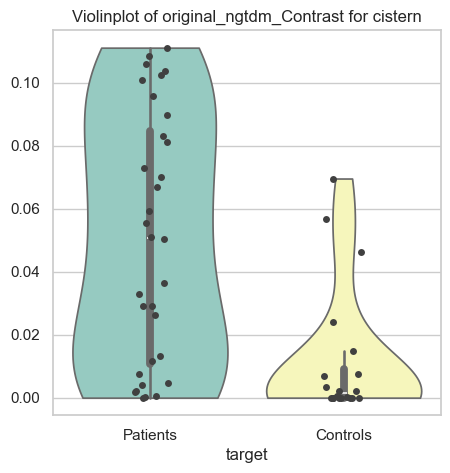 Violinplot of original_ngtdm_Contrast for cistern
0.10
0.08
0.06
0.04
0.02
0.00
Patients Controls
target